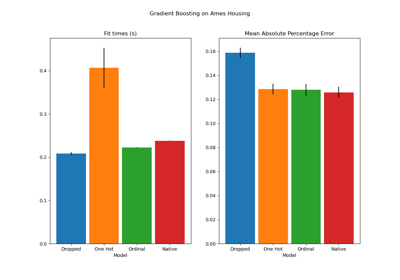 Gradient Boosting on Ames Housing
Fit times (s)
0.4
0.3
0.2
0.1
0.0
Dropped One Hot Ordinal Native
Model
Mean Absolute Percentage Error
0.16
0.14
0.12
0.10
0.08
0.06
0.04
0.02
0.00
Dropped One Hot Ordinal Native
Model